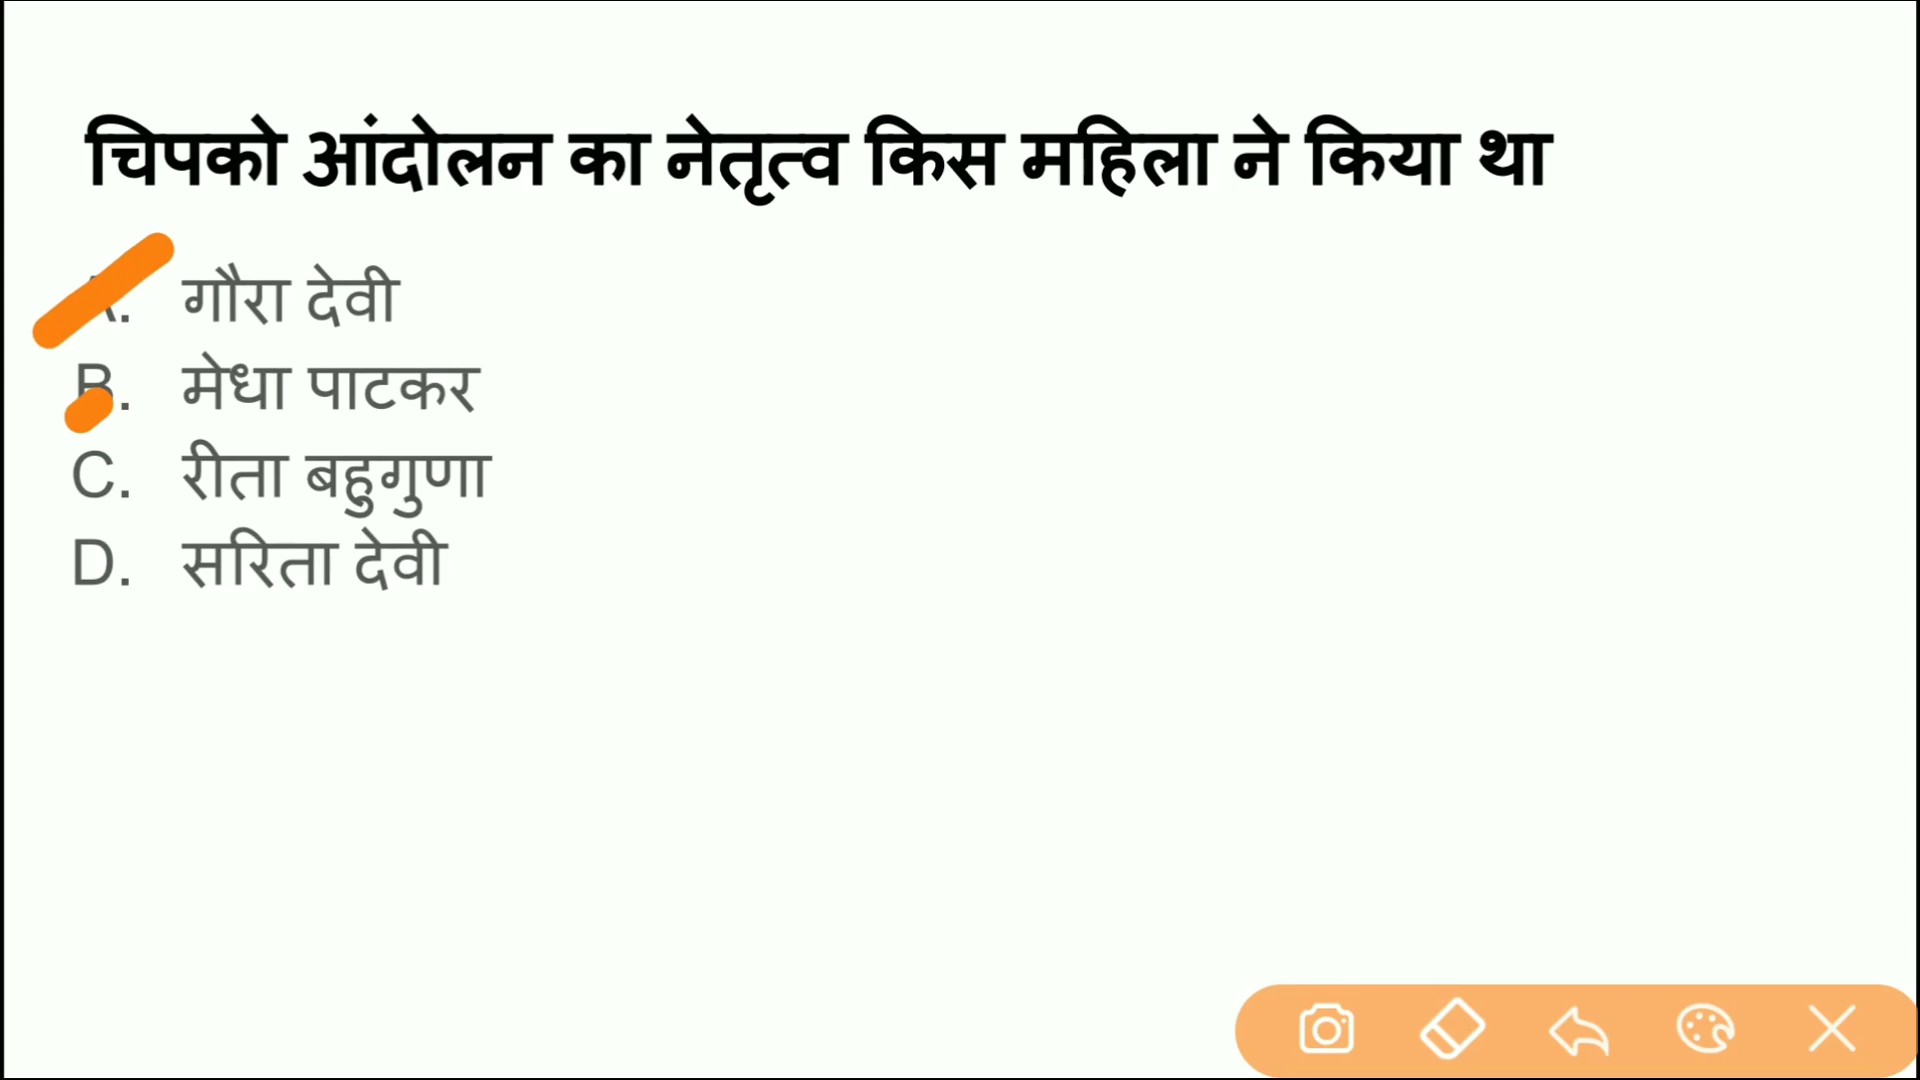 चिपको आंदोलन का नेतृत्व किस महिला ने किया था
A. गौरा देवी
B. मेधा पाटकर
C. रीता बहुगुणा
D. सरिता देवी